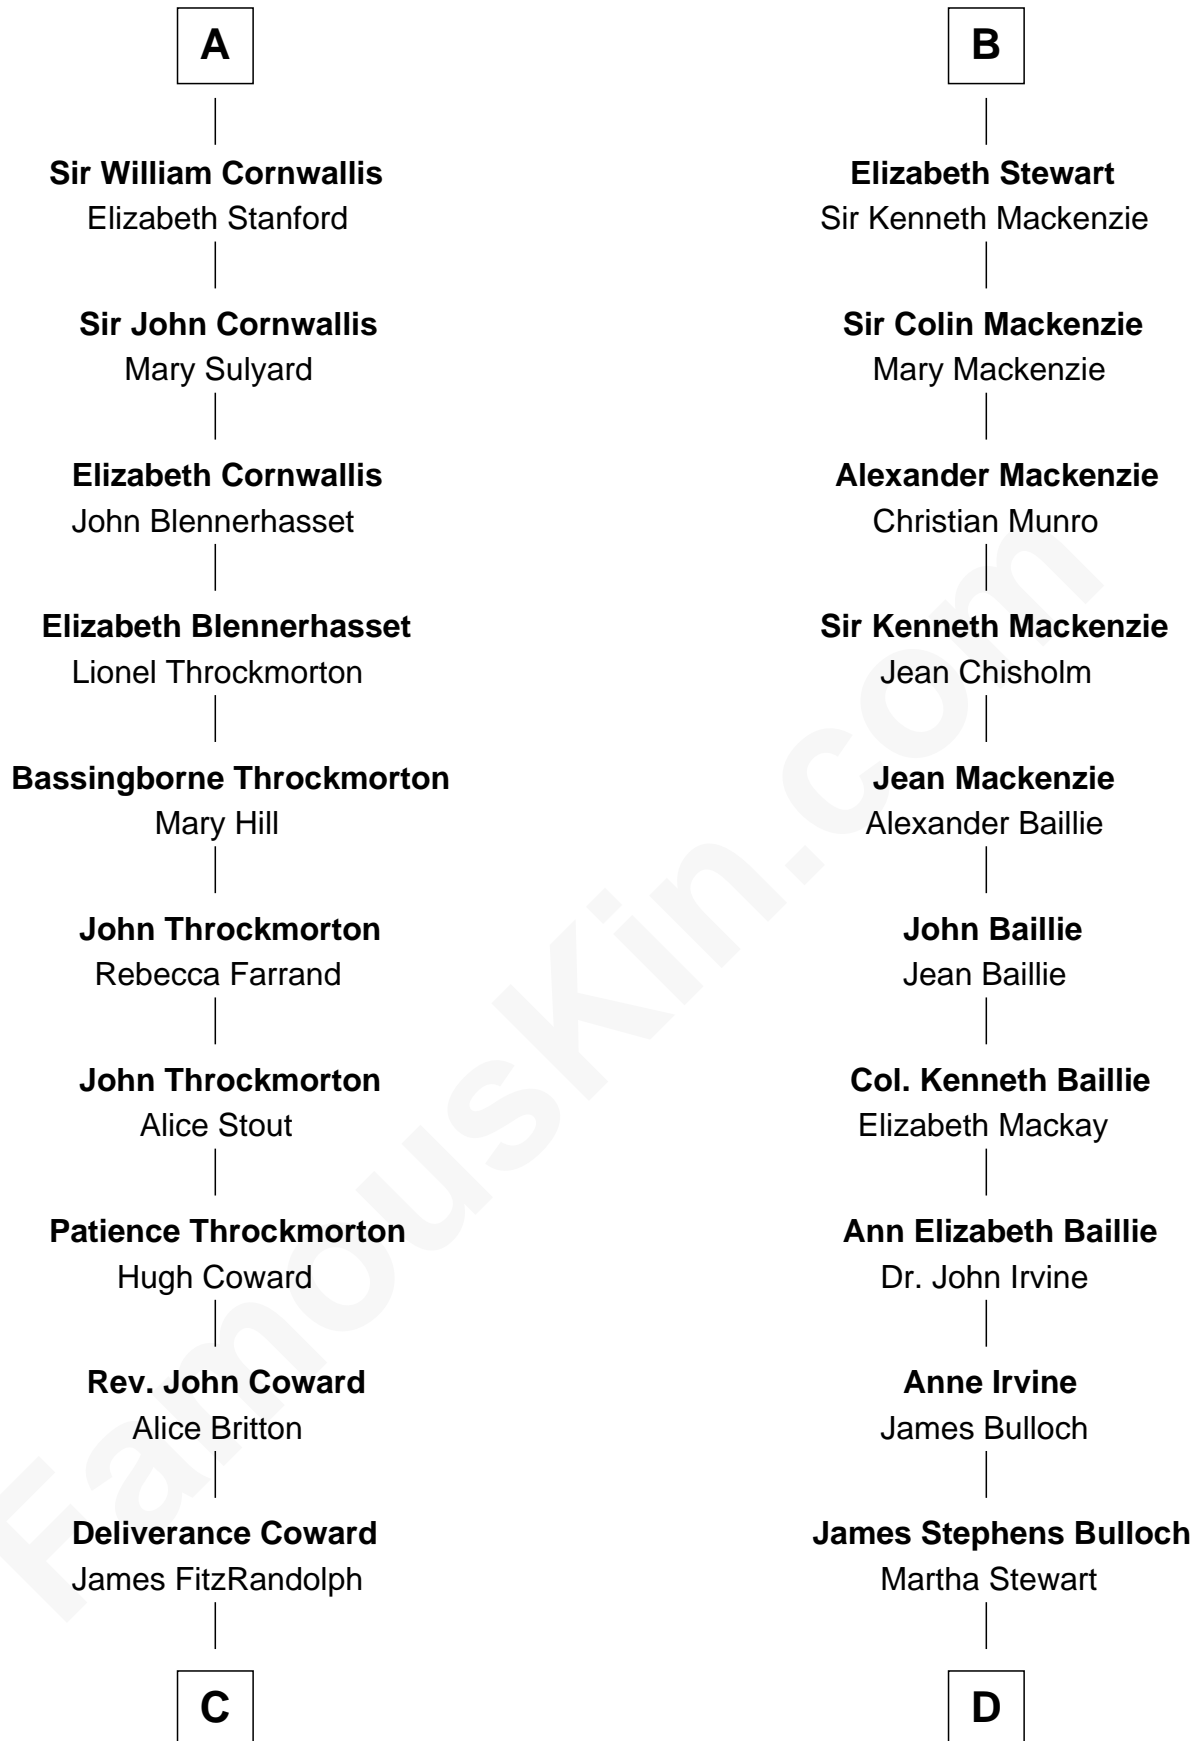 A
Sir William Cornwallis
Elizabeth Stanford
Sir John Cornwallis
Mary Sulyard
Elizabeth Cornwallis
John Blennerhasset
Elizabeth Blennerhasset
Lionel Throckmorton
Bassingborne Throckmorton
Mary Hill
John Throckmorton
Rebecca Farrand
John Throckmorton
Alice Stout
Patience Throckmorton
Hugh Coward
Rev. John Coward
Alice Britton
Deliverance Coward
James FitzRandolph
C
B
Elizabeth Stewart
Sir Kenneth Mackenzie
Sir Colin Mackenzie
Mary Mackenzie
Alexander Mackenzie
Christian Munro
Sir Kenneth Mackenzie
Jean Chisholm
Jean Mackenzie
Alexander Baillie
John Baillie
Jean Baillie
Col. Kenneth Baillie
Elizabeth Mackay
Ann Elizabeth Baillie
Dr. John Irvine
Anne Irvine
James Bulloch
James Stephens Bulloch
Martha Stewart
D
FamousKin.com